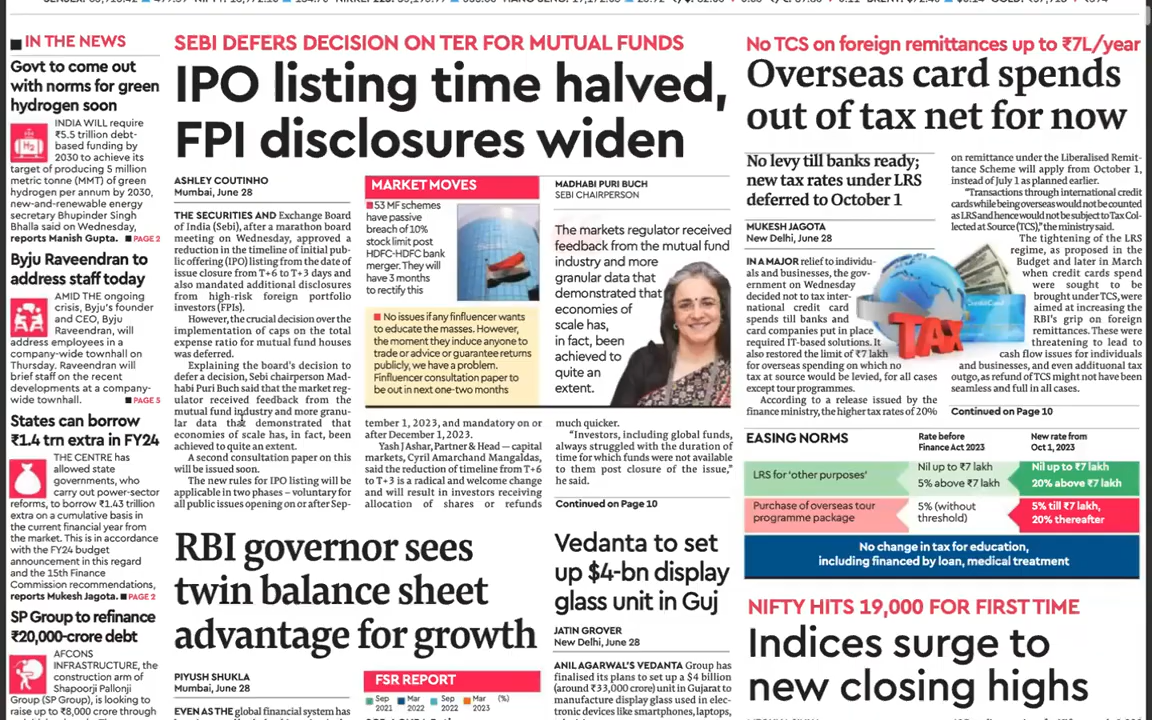 IN THE NEWS
Govt to come out
with norms for green
hydrogen soon
INDIA WILL require
₹5.5 trillion debt-
based funding by
2030 to achieve its
target of producing 5 million
metric tonne (MMT) of green
hydrogen per annum by 2030,
new-and-renewable energy
secretary Bhupinder Singh
Bhalla said on Wednesday,
reports Manish Gupta. PAGE 2
Byju Raveendran to
address staff today
AMID THE ongoing
crisis, Byju's founder
and CEO, Byju
Raveendran, will
address employees in a
company-wide townhall on
Thursday. Raveendran will
brief staff on the recent
developments at a company-
wide townhall. PAGE 5
States can borrow
₹1.4 trn extra in FY24
THE CENTRE has
allowed state
governments, who
carry out power-sector
reforms, to borrow ₹1.43 trillion
extra on a cumulative basis in
the current financial year from
the market. This is in accordance
with the FY24 budget
announcement in this regard
and the 15th Finance
Commission recommendations,
reports Mukesh Jagota. PAGE 2
SP Group to refinance
₹20,000-crore debt
AFCONS
INFRASTRUCTURE, the
construction arm of
Shapoorji Pallonji
Group (SP Group), is looking to
raise up to ₹8,000 crore through
SEBI DEFERS DECISION ON TER FOR MUTUAL FUNDS
IPO listing time halved,
FPI disclosures widen
ASHLEY COUTINHO
Mumbai, June 28
THE SECURITIES AND Exchange Board
of India (Sebi), after a marathon board
meeting on Wednesday, approved a
reduction in the timeline of initial pub-
lic offering (IPO) listing from the date of
issue closure from T+6 to T+3 days and
also mandated additional disclosures
from high-risk foreign portfolio
investors (FPIs).
However, the crucial decision over the
implementation of caps on the total
expense ratio for mutual fund houses
was deferred.
Explaining the board's decision to
defer a decision, Sebi chairperson Mad-
habi Puri Buch said that the market reg-
ulator received feedback from the
mutual fund industry and more granu-
lar data that demonstrated that
economies of scale has, in fact, been
achieved to quite an extent.
A second consultation paper on this
will be issued soon.
The new rules for IPO listing will be
applicable in two phases – voluntary for
all public issues opening on or after Sep-
MARKET MOVES
53 MF schemes
have passive
breach of 10%
stock limit post
HDFC-HDFC bank
merger. They will
have 3 months
to rectify this
No issues if any finfluencer wants
to educate the masses. However,
the moment they induce anyone to
trade or advice or guarantee returns
publicly, we have a problem.
Finfluencer consultation paper to
be out in next one-two months
MADHABI PURI BUCH
SEBI CHAIRPERSON
The markets regulator received
feedback from the mutual fund
industry and more
granular data that
demonstrated that
economies of
scale has,
in fact, been
achieved to
quite an
extent.
tember 1, 2023, and mandatory on or
after December 1, 2023.
Yash J Ashar, Partner & Head — capital
markets, Cyril Amarchand Mangaldas,
said the reduction of timeline from T+6
to T+3 is a radical and welcome change
and will result in investors receiving
allocation of shares or refunds
much quicker.
"Investors, including global funds,
always struggled with the duration of
time for which funds were not available
to them post closure of the issue,"
he said.
Continued on Page 10
RBI governor sees
twin balance sheet
advantage for growth
PIYUSH SHUKLA
Mumbai, June 28
EVEN AS THE global financial system has
FSR REPORT
Sep 2021 Mar 2022 Sep 2022 Mar 2023 (%)
Vedanta to set
up $4-bn display
glass unit in Guj
JATIN GROVER
New Delhi, June 28
ANIL AGARWAL'S VEDANTA Group has
finalised its plans to set up a $4 billion
(around ₹33,000 crore) unit in Gujarat to
manufacture display glass used in elec-
tronic devices like smartphones, laptops,
No TCS on foreign remittances up to ₹7L/year
Overseas card spends
out of tax net for now
No levy till banks ready;
new tax rates under LRS
deferred to October 1
MUKESH JAGOTA
New Delhi, June 28
IN A MAJOR relief to individu-
als and businesses, the gov-
ernment on Wednesday
decided not to tax inter-
national credit card
spends till banks and
card companies put in place
required IT-based solutions. It
also restored the limit of ₹7 lakh
for overseas spending on which no
tax at source would be levied, for all cases
except tour programmes.
According to a release issued by the
finance ministry, the higher tax rates of 20%
on remittance under the Liberalised Remit-
tance Scheme will apply from October 1,
instead of July 1 as planned earlier.
"Transactions through international credit
cards while being overseas would not be counted
as LRS and hence would not be subject to Tax Col-
lected at Source (TCS)," the ministry said.
The tightening of the LRS
regime, as proposed in the
Budget and later in March
when credit cards spend
were sought to be
brought under TCS, were
aimed at increasing the
RBI's grip on foreign
remittances. These were
threatening to lead to
cash flow issues for individuals
and businesses, and even addituonal tax
outgo, as refund of TCS might not have been
seamless and full in all cases.
Continued on Page 10
TAX
EASING NORMS
Rate before
Finance Act 2023
New rate from
Oct 1, 2023
LRS for 'other purposes'
Nil up to ₹7 lakh
5% above ₹7 lakh
Nil up to ₹7 lakh
20% above ₹7 lakh
Purchase of overseas tour
programme package
5% (without
threshold)
5% till ₹7 lakh,
20% thereafter
No change in tax for education,
including financed by loan, medical treatment
NIFTY HITS 19,000 FOR FIRST TIME
Indices surge to
new closing highs